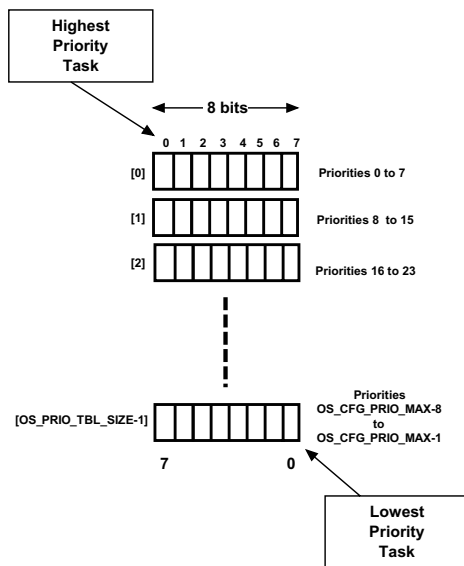 Highest
Priority
Task
8 bits
0 1 2 3 4 5 6 7
[0] Priorities 0 to 7
[1] Priorities 8 to 15
[2] Priorities 16 to 23
[OS_PRIO_TBL_SIZE-1]
Priorities
OS_CFG_PRIO_MAX-8
to
OS_CFG_PRIO_MAX-1
7 0
Lowest
Priority
Task